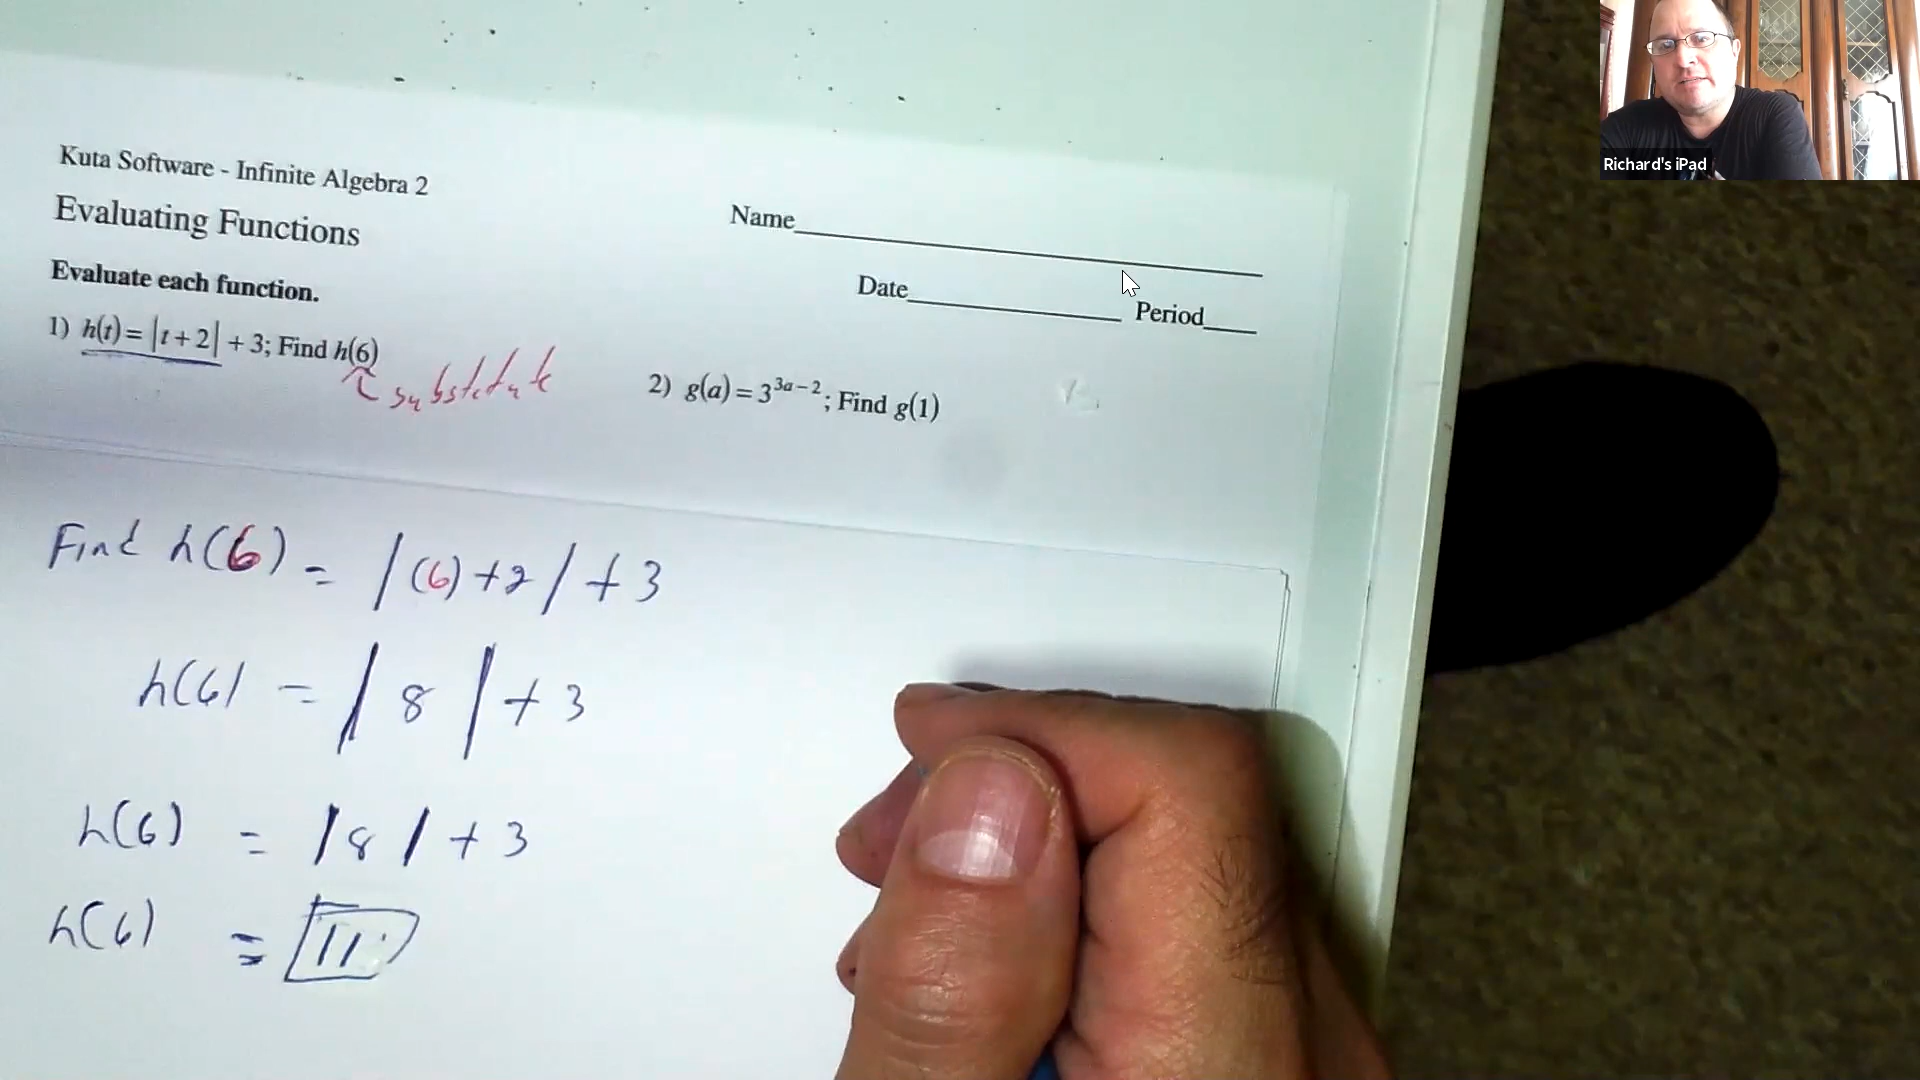 Richard's iPad
Kuta Software - Infinite Algebra 2
Evaluating Functions
Name
Date Period
Evaluate each function.
1) h(t) = |t + 2| + 3; Find h(6)
substitute
2) g(a) = 3^{3a − 2}; Find g(1)
Find h(6) = |(6) + 2| + 3
h(6) = | 8 | + 3
h(6) = | 8 | + 3
h(6) = 11